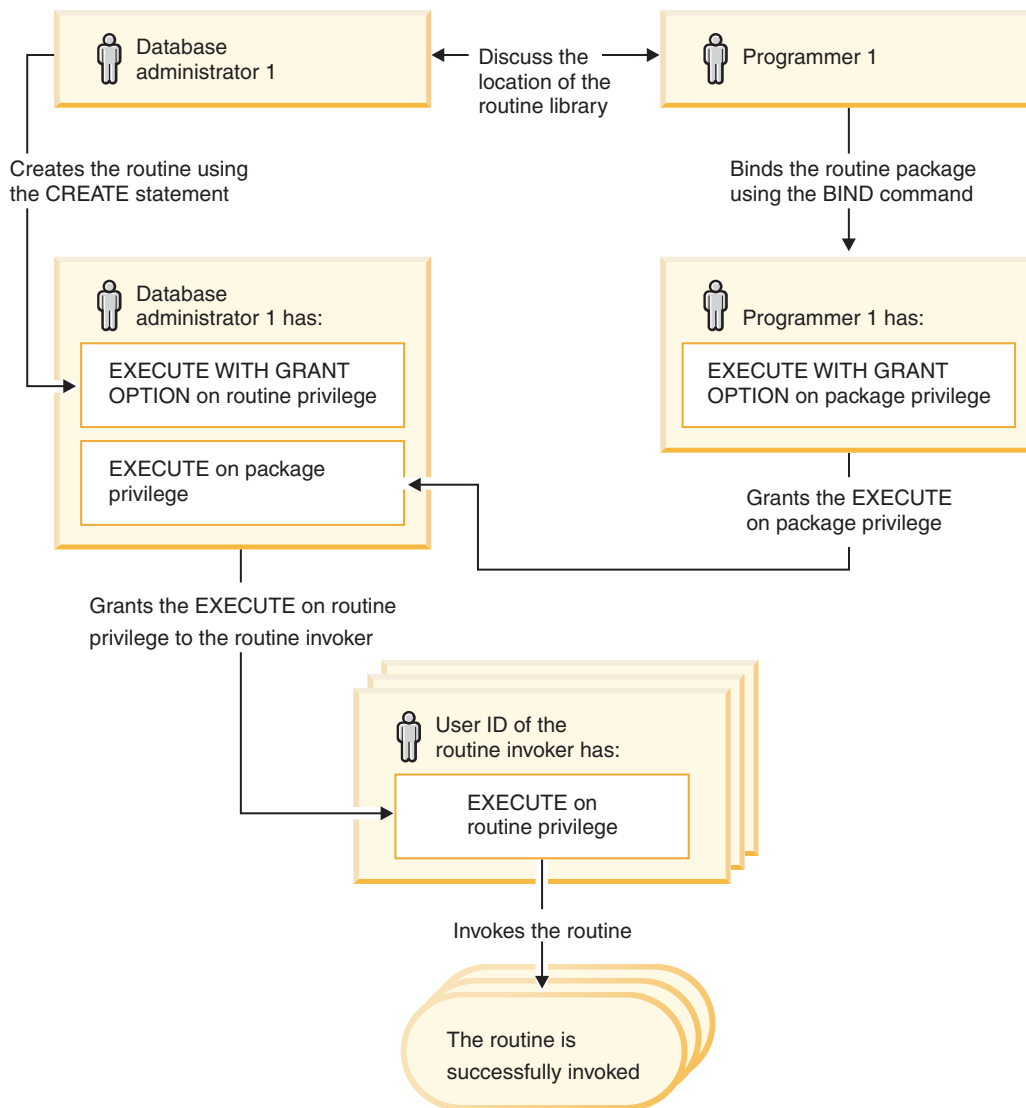 Database
administrator 1
Discuss the
location of the
routine library
Programmer 1
Creates the routine using
the CREATE statement
Binds the routine package
using the BIND command
Database
administrator 1 has:
EXECUTE WITH GRANT
OPTION on routine privilege
EXECUTE on package
privilege
Programmer 1 has:
EXECUTE WITH GRANT
OPTION on package privilege
Grants the EXECUTE
on package privilege
Grants the EXECUTE on routine
privilege to the routine invoker
User ID of the
routine invoker has:
EXECUTE on
routine privilege
Invokes the routine
The routine is
successfully invoked